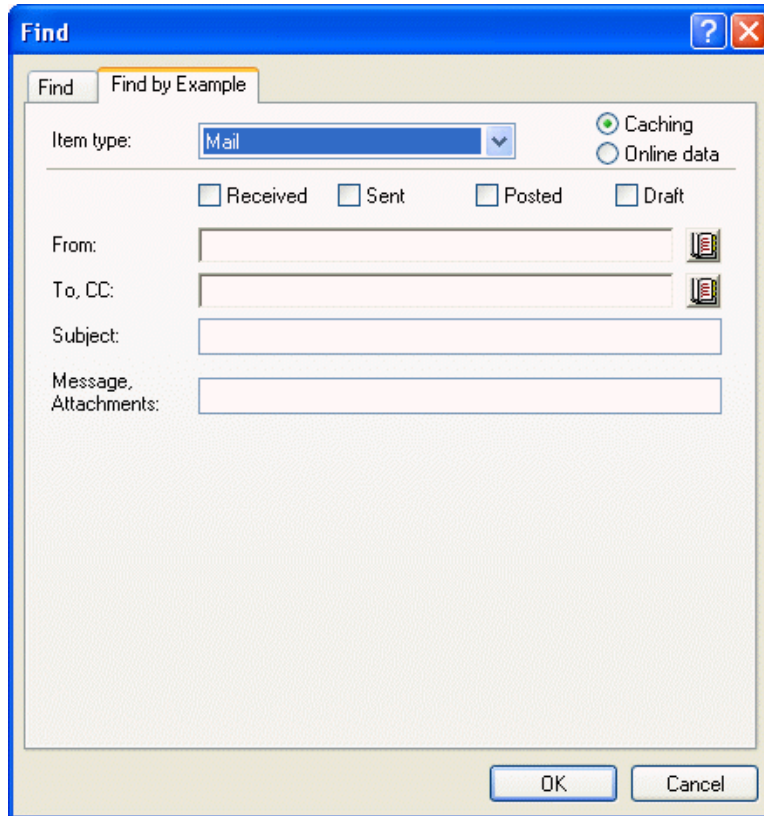 Find
Find Find by Example
Item type: Mail Caching
Online data
Received Sent Posted Draft
From:
To, CC:
Subject:
Message,
Attachments:
OK Cancel